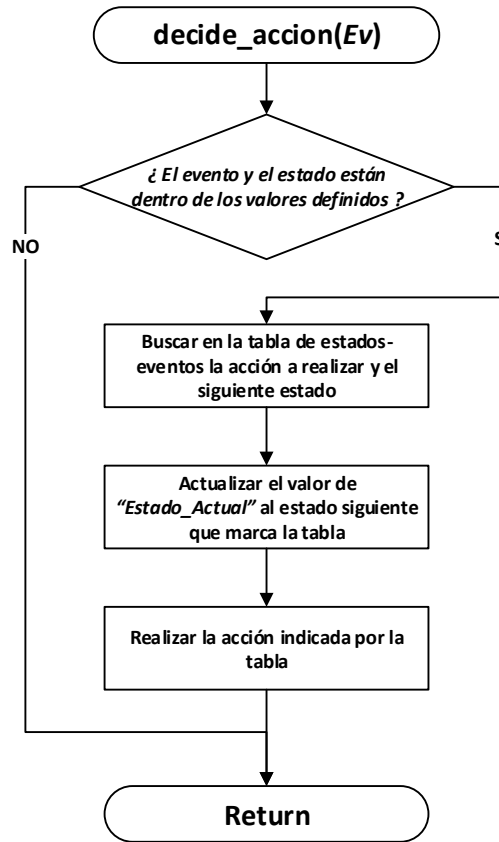 decide_accion(Ev)
¿ El evento y el estado están
dentro de los valores definidos ?
NO
S
Buscar en la tabla de estados-
eventos la acción a realizar y el
siguiente estado
Actualizar el valor de
“Estado_Actual” al estado siguiente
que marca la tabla
Realizar la acción indicada por la
tabla
Return